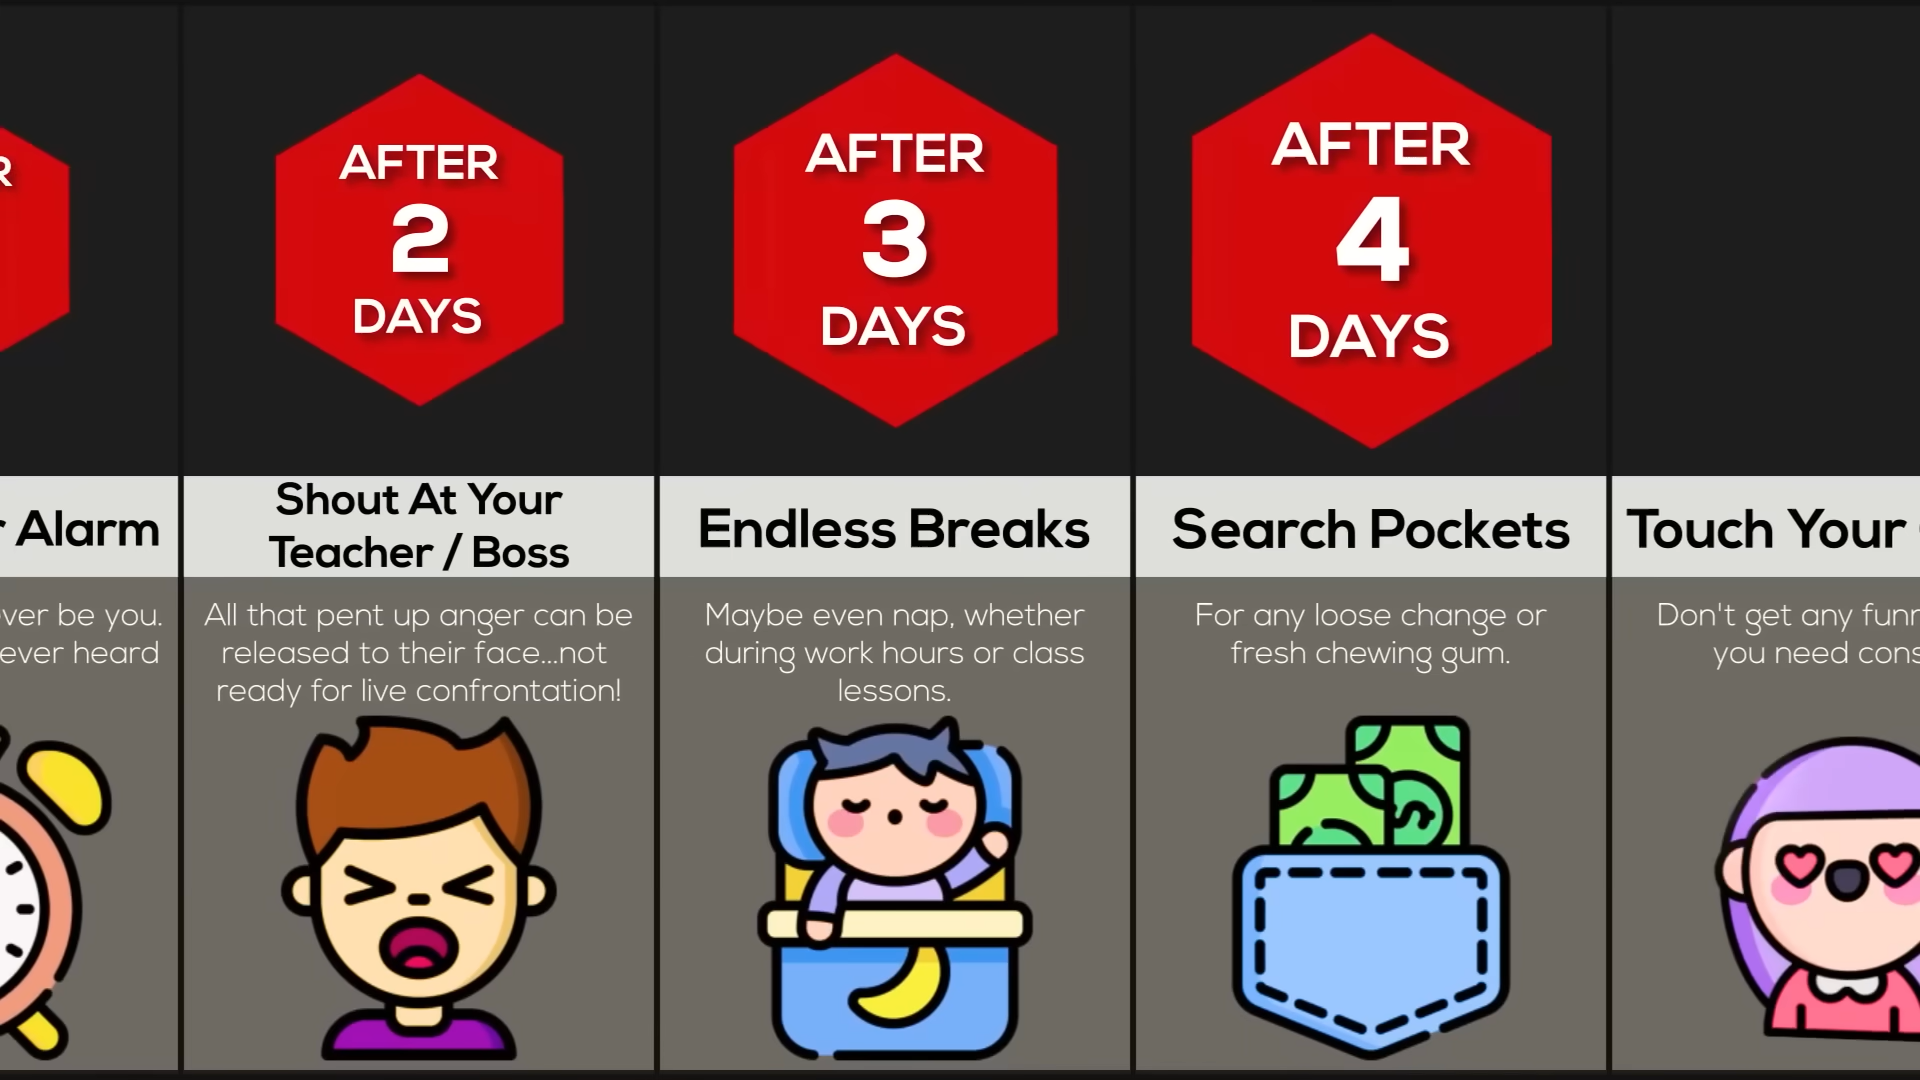 R
r Alarm
ver be you.
ever heard
AFTER
2
DAYS
Shout At Your
Teacher / Boss
All that pent up anger can be
released to their face...not
ready for live confrontation!
AFTER
3
DAYS
Endless Breaks
Maybe even nap, whether
during work hours or class
lessons.
AFTER
4
DAYS
Search Pockets
For any loose change or
fresh chewing gum.
Touch Your
Don't get any funn
you need cons